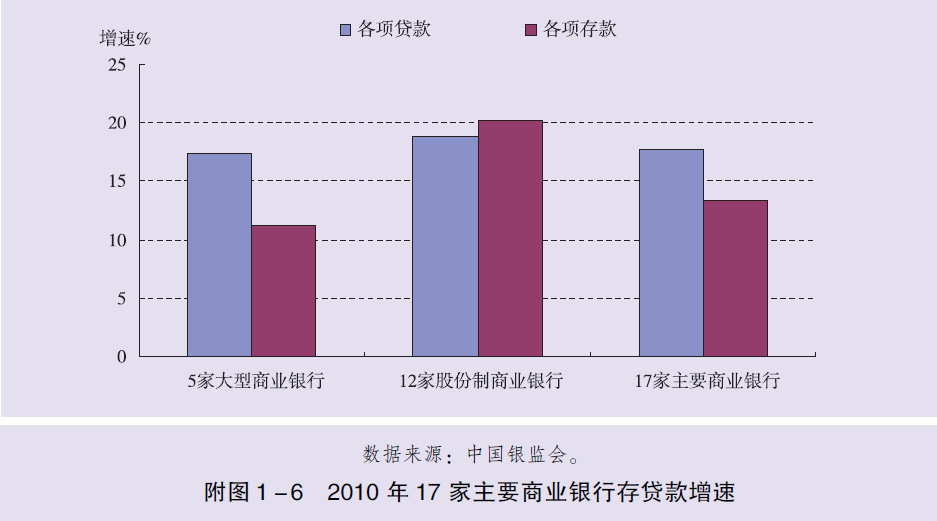 各项贷款 各项存款
增速%
25
20
15
10
5
0
5家大型商业银行 12家股份制商业银行 17家主要商业银行
数据来源：中国银监会。
附图1-6 2010年17家主要商业银行存贷款增速